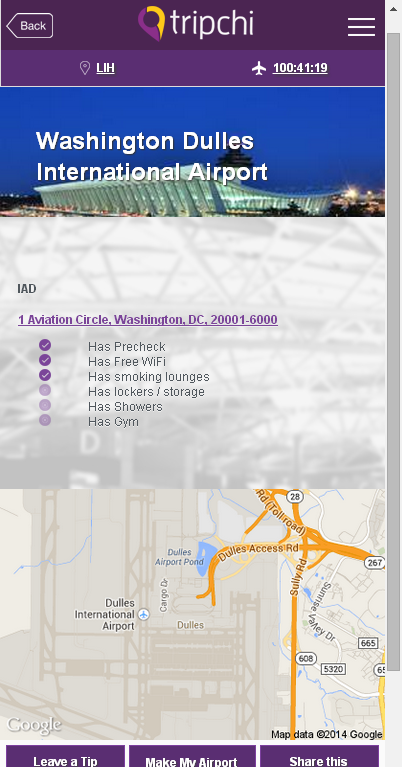 Back
tripchi
LIH
100:41:19
Washington Dulles
International Airport
IAD
1 Aviation Circle, Washington, DC, 20001-6000
Has Precheck
Has Free WiFi
Has smoking lounges
Has lockers / storage
Has Showers
Has Gym
Rd (Toll road)
28
Dulles
Airport Pond
Dulles Access Rd
267
Cargo Dr
Sully Rd
Sunrise Valley Dr
Dulles
International
Airport
Dulles
665
608
5320
Google
Map data ©2014 Google
Leave a Tip
Make My Airport
Share this